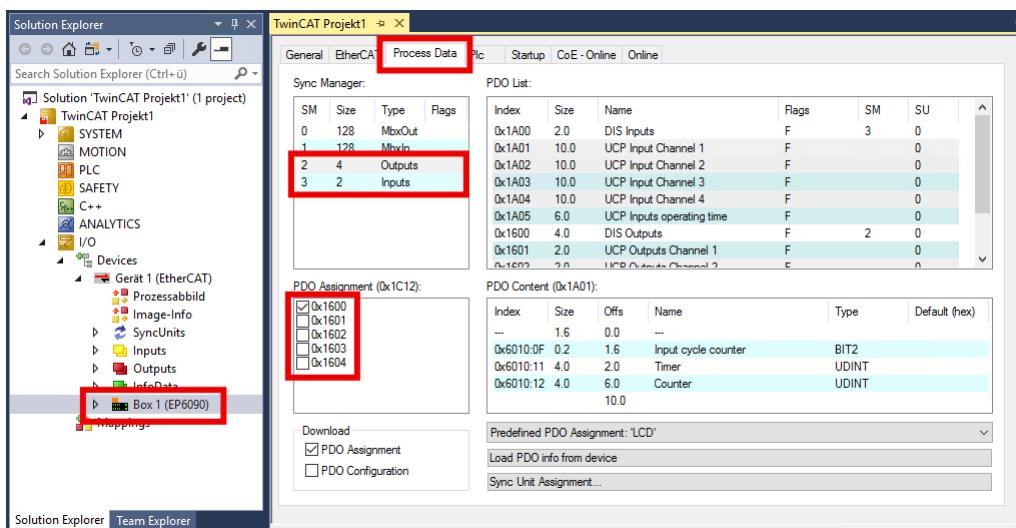 Solution Explorer
Search Solution Explorer (Ctrl+ü)
Solution 'TwinCAT Projekt1' (1 project)
TwinCAT Projekt1
SYSTEM
MOTION
PLC
SAFETY
C++
ANALYTICS
I/O
Devices
Gerät 1 (EtherCAT)
Prozessabbild
Image-Info
SyncUnits
Inputs
Outputs
InfoData
Box 1 (EP6090)
Mappings
Solution Explorer Team Explorer
TwinCAT Projekt1
General EtherCAT Process Data Plc Startup CoE - Online Online
Sync Manager:
SM Size Type Flags
0 128 MbxOut
1 128 MbxIn
2 4 Outputs
3 2 Inputs
PDO List:
Index Size Name Flags SM SU
0x1A00 2.0 DIS Inputs F 3 0
0x1A01 10.0 UCP Input Channel 1 F 0
0x1A02 10.0 UCP Input Channel 2 F 0
0x1A03 10.0 UCP Input Channel 3 F 0
0x1A04 10.0 UCP Input Channel 4 F 0
0x1A05 6.0 UCP Inputs operating time F 0
0x1600 4.0 DIS Outputs F 2 0
0x1601 2.0 UCP Outputs Channel 1 F 0
0x1602 2.0 UCP Outputs Channel 2 F 0
PDO Assignment (0x1C12):
0x1600
0x1601
0x1602
0x1603
0x1604
PDO Content (0x1A01):
Index Size Offs Name Type Default (hex)
--- 1.6 0.0 ---
0x6010:0F 0.2 1.6 Input cycle counter BIT2
0x6010:11 4.0 2.0 Timer UDINT
0x6010:12 4.0 6.0 Counter UDINT
10.0
Download
PDO Assignment
PDO Configuration
Predefined PDO Assignment: 'LCD'
Load PDO info from device
Sync Unit Assignment...